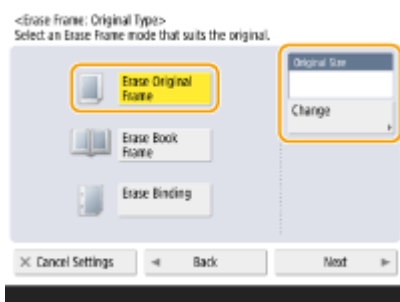 <Erase Frame: Original Type>
Select an Erase Frame mode that suits the original.
Erase Original
Frame
Original Size
Change
Erase Book
Frame
Erase Binding
× Cancel Settings
Back
Next